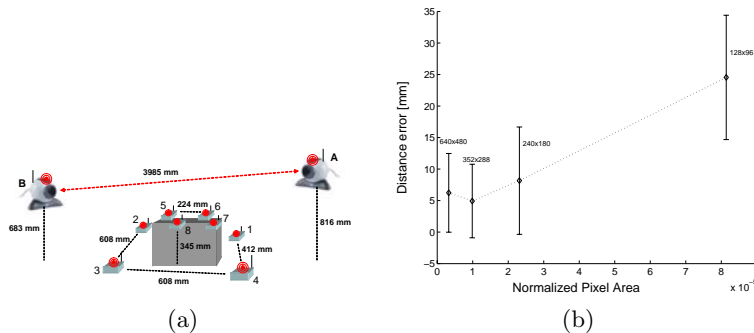 A
3985 mm
B
683 mm
816 mm
224 mm
5
6
2
7
8
1
608 mm
345 mm
412 mm
3
4
608 mm
(a)
35
30
25
20
15
10
5
0
−5
Distance error [mm]
640x480
352x288
240x180
128x96
0
1
2
3
4
5
6
7
8
Normalized Pixel Area
(b)